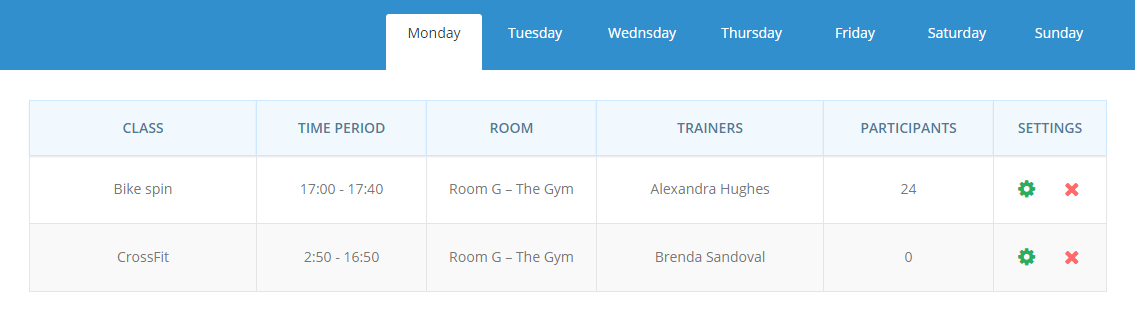 Monday Tuesday Wednsday Thursday Friday Saturday Sunday
CLASS TIME PERIOD ROOM TRAINERS PARTICIPANTS SETTINGS
Bike spin 17:00 - 17:40 Room G – The Gym Alexandra Hughes 24
CrossFit 2:50 - 16:50 Room G – The Gym Brenda Sandoval 0